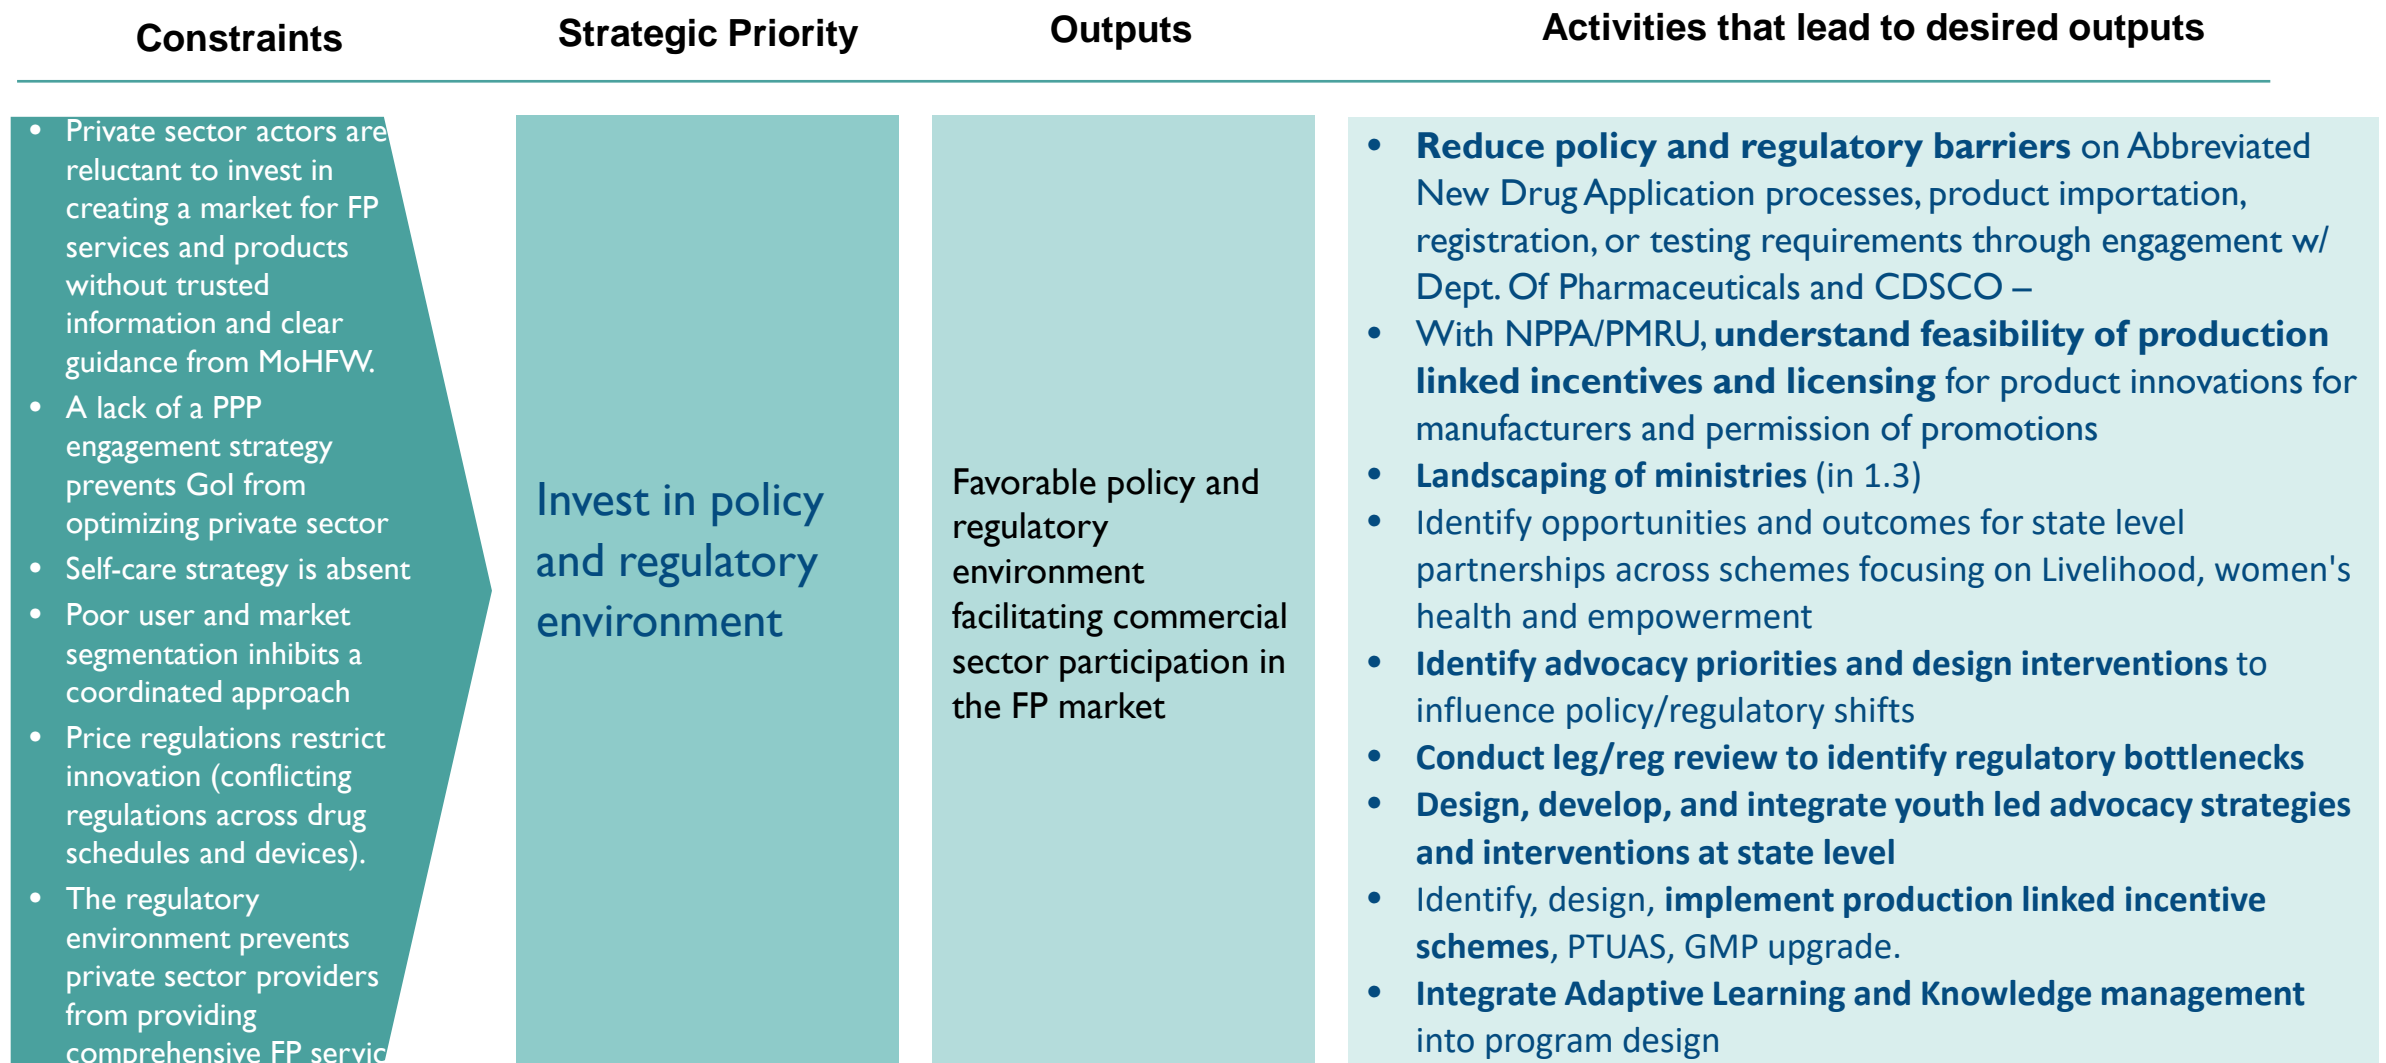 Constraints
Strategic Priority
Outputs
Activities that lead to desired outputs
• Private sector actors are
reluctant to invest in
creating a market for FP
services and products
without trusted
information and clear
guidance from MoHFW.
• A lack of a PPP
engagement strategy
prevents GoI from
optimizing private sector
• Self-care strategy is absent
• Poor user and market
segmentation inhibits a
coordinated approach
• Price regulations restrict
innovation (conflicting
regulations across drug
schedules and devices).
• The regulatory
environment prevents
private sector providers
from providing
comprehensive FP servic
Invest in policy
and regulatory
environment
Favorable policy and
regulatory
environment
facilitating commercial
sector participation in
the FP market
• Reduce policy and regulatory barriers on Abbreviated
New Drug Application processes, product importation,
registration, or testing requirements through engagement w/
Dept. Of Pharmaceuticals and CDSCO –
• With NPPA/PMRU, understand feasibility of production
linked incentives and licensing for product innovations for
manufacturers and permission of promotions
• Landscaping of ministries (in 1.3)
• Identify opportunities and outcomes for state level
partnerships across schemes focusing on Livelihood, women's
health and empowerment
• Identify advocacy priorities and design interventions to
influence policy/regulatory shifts
• Conduct leg/reg review to identify regulatory bottlenecks
• Design, develop, and integrate youth led advocacy strategies
and interventions at state level
• Identify, design, implement production linked incentive
schemes, PTUAS, GMP upgrade.
• Integrate Adaptive Learning and Knowledge management
into program design